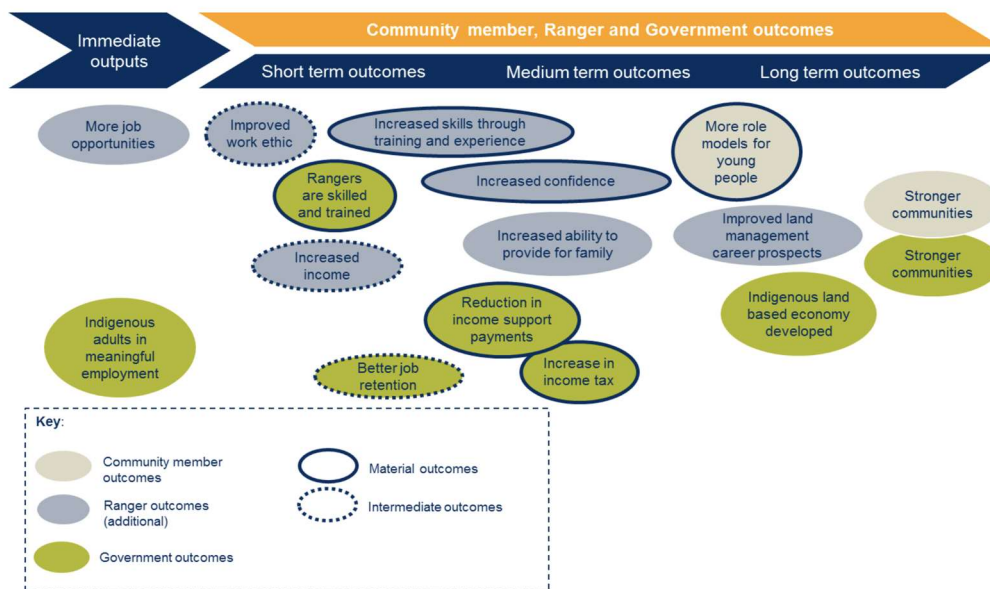 Immediate
outputs
Community member, Ranger and Government outcomes
Short term outcomes
Medium term outcomes
Long term outcomes
More job
opportunities
Improved
work ethic
Increased skills through
training and experience
More role
models for
young
people
Rangers
are skilled
and trained
Increased confidence
Stronger
communities
Increased ability to
provide for family
Improved land
management
career prospects
Stronger
communities
Increased
income
Reduction in
income support
payments
Indigenous land
based economy
developed
Indigenous
adults in
meaningful
employment
Better job
retention
Increase in
income tax
Key:
Community member
outcomes
Material outcomes
Ranger outcomes
(additional)
Intermediate outcomes
Government outcomes